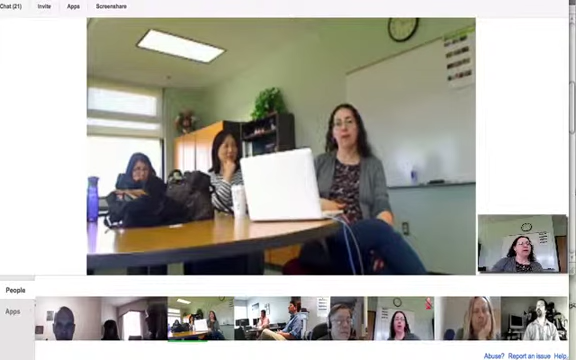 Chat (21) Invite Apps Screenshare
People
Apps
Abuse? Report an issue Help